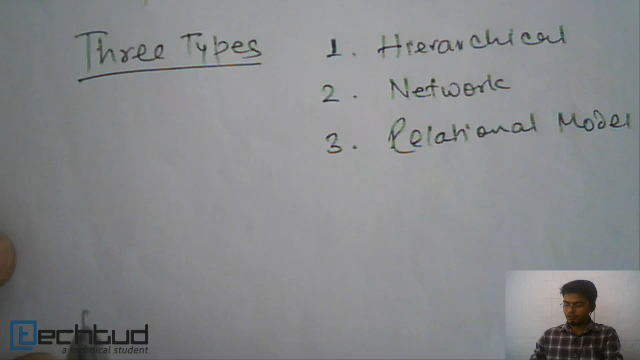 Three Types
1. Hierarchical
2. Network
3. Relational Model
techtud
a technical student